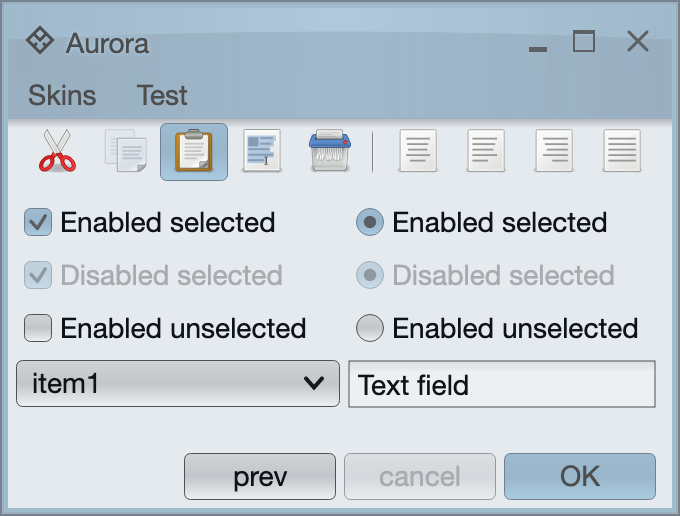 Aurora
Skins Test
Enabled selected Enabled selected
Disabled selected Disabled selected
Enabled unselected Enabled unselected
item1 Text field
prev cancel OK